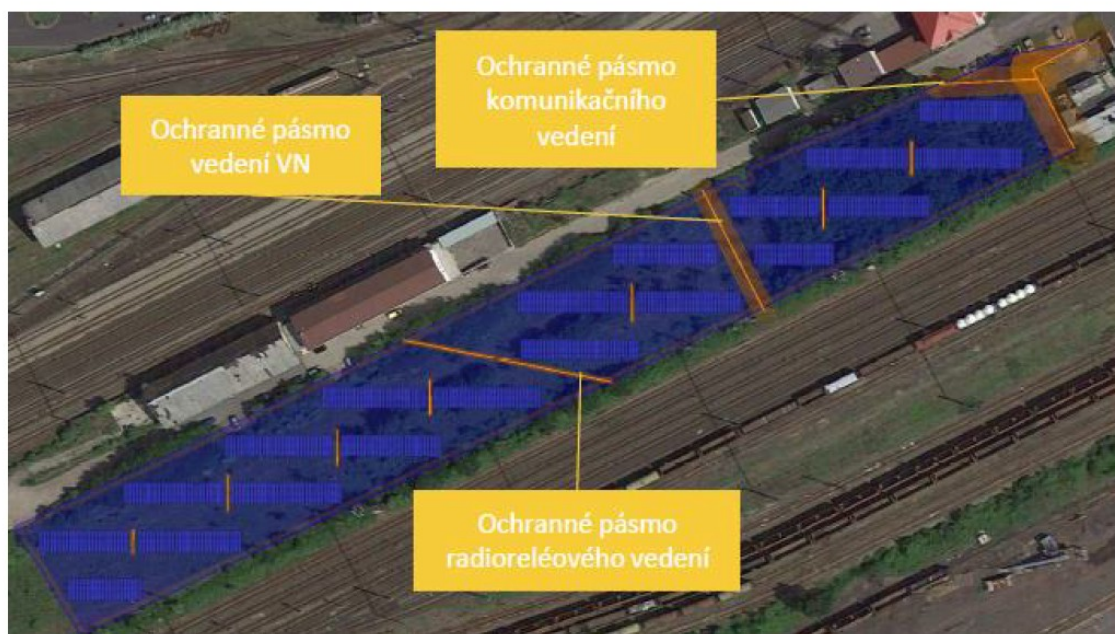 Ochranné pásmo
komunikačního
vedení
Ochranné pásmo
vedení VN
Ochranné pásmo
radioreléového vedení